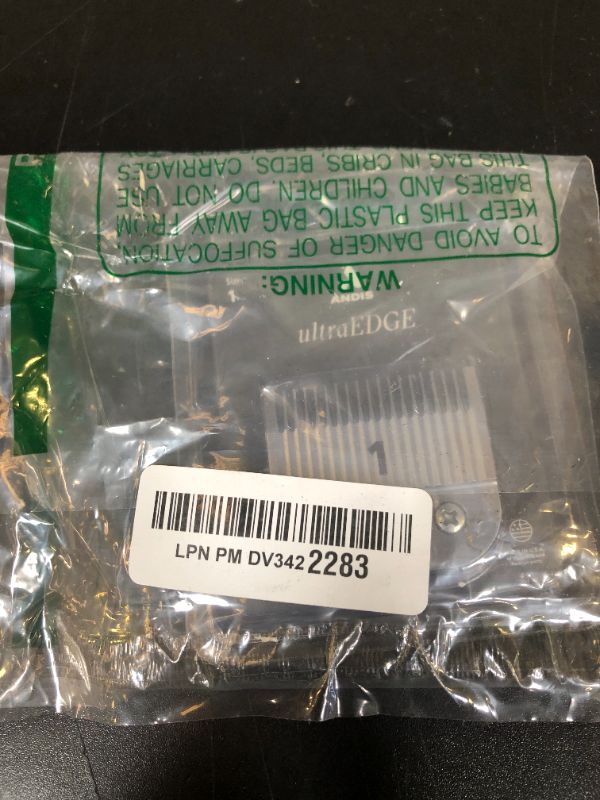 THIS BAG IN CRIBS, BEDS, CARRIAGES
BABIES AND CHILDREN. DO NOT USE
KEEP THIS PLASTIC BAG AWAY FROM
TO AVOID DANGER OF SUFFOCATION,
WARNING:
ANDIS
ultraEDGE
1
LPN PM DV342 2283